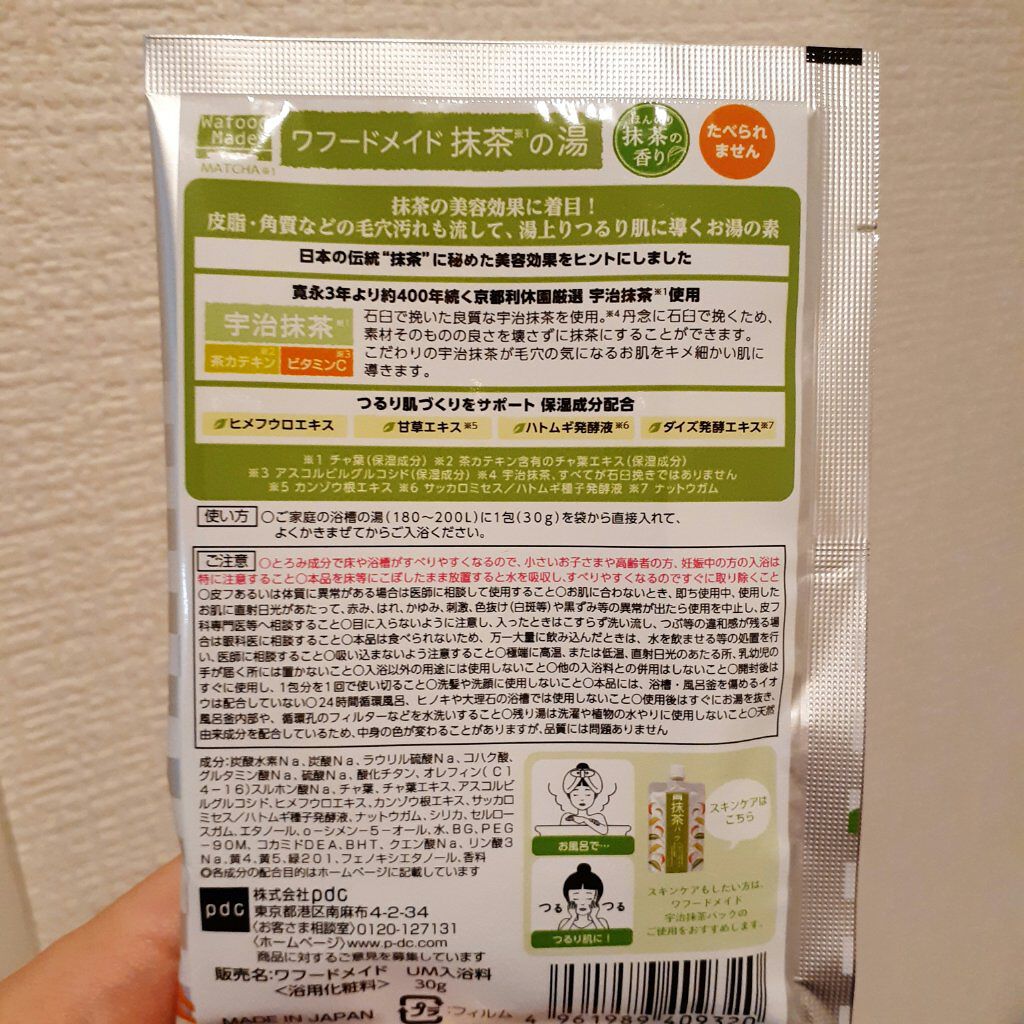 Wafood
Made
MATCHA※1
ワフードメイド 抹茶※1の湯
ほんのり
抹茶の
香り
たべられ
ません
抹茶の美容効果に着目！
皮脂・角質などの毛穴汚れも流して、湯上りつるり肌に導くお湯の素
日本の伝統“抹茶”に秘めた美容効果をヒントにしました
寛永3年より約400年続く京都利休園厳選 宇治抹茶※1使用
宇治抹茶※1
茶カテキン※2
ビタミンC※3
石臼で挽いた良質な宇治抹茶を使用。※4丹念に石臼で挽くため、
素材そのものの良さを壊さずに抹茶にすることができます。
こだわりの宇治抹茶が毛穴の気になるお肌をキメ細かい肌に
導きます。
つるり肌づくりをサポート 保湿成分配合
ヒメフウロエキス
甘草エキス※5
ハトムギ発酵液※6
ダイズ発酵エキス※7
※1 チャ葉(保湿成分) ※2 茶カテキン含有のチャ葉エキス(保湿成分)
※3 アスコルビルグルコシド(保湿成分) ※4 宇治抹茶、すべてが石臼挽きではありません
※5 カンゾウ根エキス ※6 サッカロミセス／ハトムギ種子発酵液 ※7 ナットウガム
使い方 ○ご家庭の浴槽の湯(180～200L)に1包(30g)を袋から直接入れて、
よくかきまぜてからご入浴ください。
ご注意 ○とろみ成分で床や浴槽がすべりやすくなるので、小さいお子さまや高齢者の方、妊娠中の方の入浴は
特に注意すること○本品を床等にこぼしたまま放置すると水を吸収し、すべりやすくなるのですぐに取り除くこと
○皮フあるいは体質に異常がある場合は医師に相談して使用すること○お肌に合わないとき、即ち使用中、使用した
お肌に直射日光があたって、赤み、はれ、かゆみ、刺激、色抜け(白斑等)や黒ずみ等の異常が出たら使用を中止し、皮フ
科専門医等へ相談すること○目に入らないように注意し、入ったときはこすらず洗い流し、つぶ等の違和感が残る場
合は眼科医に相談すること○本品は食べられないため、万一大量に飲み込んだときは、水を飲ませる等の処置を行
い、医師に相談すること○吸い込まないよう注意すること○極端に高温、または低温、直射日光のあたる所、乳幼児の
手が届く所には置かないこと○入浴以外の用途には使用しないこと○他の入浴料との併用はしないこと○開封後は
すぐに使用し、1包分を1回で使い切ること○洗髪や洗顔に使用しないこと○本品には、浴槽・風呂釜を傷めるイオ
ウは配合していない○24時間循環風呂、ヒノキや大理石の浴槽では使用しないこと○使用後はすぐにお湯を抜き、
風呂釜内部や、循環孔のフィルターなどを水洗いすること○残り湯は洗濯や植物の水やりに使用しないこと○天然
由来成分を配合しているため、中身の色が変わることがありますが、品質には問題ありません
成分:炭酸水素Na、炭酸Na、ラウリル硫酸Na、コハク酸、
グルタミン酸Na、硫酸Na、酸化チタン、オレフィン(C1
4-16)スルホン酸Na、チャ葉、チャ葉エキス、アスコルビ
ルグルコシド、ヒメフウロエキス、カンゾウ根エキス、サッカロ
ミセス／ハトムギ種子発酵液、ナットウガム、シリカ、セルロー
スガム、エタノール、o-シメン-5-オール、水、BG、PEG
-90M、コカミドDEA、BHT、クエン酸Na、リン酸3
Na、黄4、黄5、緑201、フェノキシエタノール、香料
◎各成分の配合目的はホームページに記載しています
お風呂で…
つる つる
つるり肌に！
抹茶
パック
スキンケアは
こちら
スキンケアもしたい方は、
ワフードメイド
宇治抹茶パックの
ご使用をおすすめします。
pdc
株式会社pdc
東京都港区南麻布4-2-34
〈お客さま相談室〉0120-127131
〈ホームページ〉www.p-dc.com
商品に対するご意見を募集しています
販売名:ワフードメイド UM入浴料
＜浴用化粧料＞ 30g
MADE IN JAPAN
プラ
:フィルム
4 961989 409320